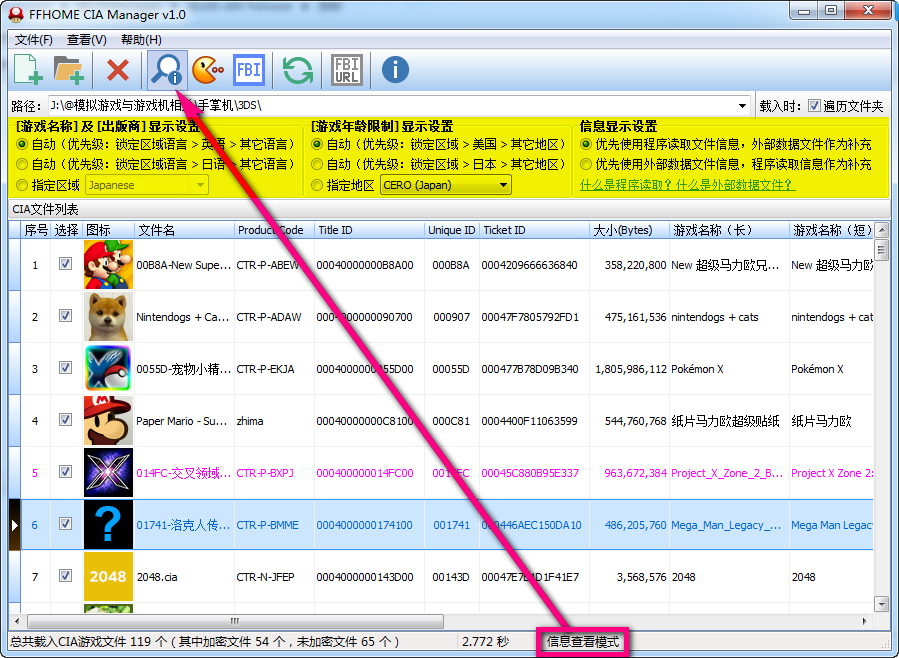 FFHOME CIA Manager v1.0
文件(F) 查看(V) 帮助(H)
FBI FBI URL
路径: J:\@模拟游戏与游戏机相 \手掌机\3DS\ 载入时: 遍历文件夹
[游戏名称] 及 [出版商] 显示设置 [游戏年龄限制] 显示设置 信息显示设置
自动（优先级：锁定区域语言 > 英语 > 其它语言） 自动（优先级：锁定区域 > 美国 > 其它地区） 优先使用程序读取文件信息，外部数据文件作为补充
自动（优先级：锁定区域语言 > 日语 > 其它语言） 自动（优先级：锁定区域 > 日本 > 其它地区） 优先使用外部数据文件信息，程序读取信息作为补充
指定区域 Japanese 指定地区 CERO (Japan) 什么是程序读取? 什么是外部数据文件?
CIA文件列表
序号 选择 图标 文件名 Product Code Title ID Unique ID Ticket ID 大小(Bytes) 游戏名称（长） 游戏名称（短）
1 00B8A-New Supe... CTR-P-ABEW 00040000000B8A00 000B8A 0004209666636840 358,220,800 New 超级马力欧兄... New 超级马力欧
2 Nintendogs + Ca... CTR-P-ADAW 0004000000090700 000907 00047F7805792FD1 475,161,536 nintendogs + cats nintendogs + cat
3 0055D-宠物小精... CTR-P-EKJA 0004000000055D00 00055D 000477B78D09B340 1,805,986,112 Pokémon X Pokémon X
4 Paper Mario - Su... zhima 00040000000C8100 000C81 0004400F11063599 544,760,768 纸片马力欧超级贴纸 纸片马力欧
5 014FC-交叉领域... CTR-P-BXPJ 000400000014FC00 0014FC 00045C880B95E337 963,672,384 Project_X_Zone_2_B... Project X Zone 2:
6 01741-洛克人传... CTR-P-BMME 0004000000174100 001741 000446AEC150DA10 486,205,760 Mega_Man_Legacy_... Mega Man Legac
7 2048 2048.cia CTR-N-JFEP 0004000000143D00 00143D 3,568,576 2048 2048
总共载入CIA游戏文件 119 个（其中加密文件 54 个，未加密文件 65 个） 2.772 秒 信息查看模式